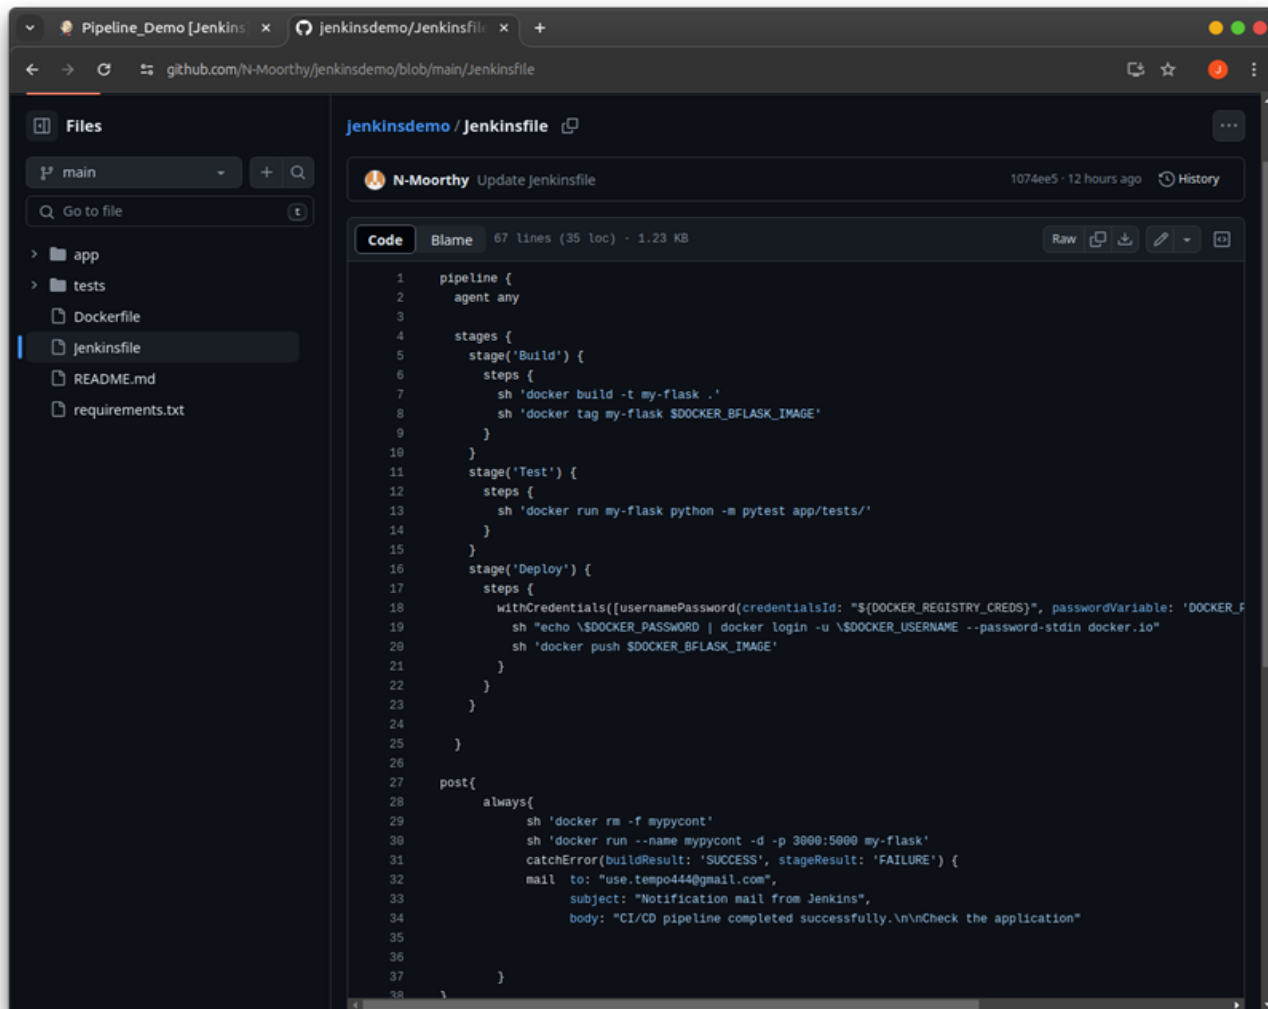 Pipeline_Demo [Jenkins
jenkinsdemo/Jenkinsfile
github.com/N-Moorthy/jenkinsdemo/blob/main/Jenkinsfile
J
Files
main
Go to file
t
app
tests
Dockerfile
Jenkinsfile
README.md
requirements.txt
jenkinsdemo / Jenkinsfile
N-Moorthy Update Jenkinsfile
1074ee5 · 12 hours ago
History
Code
Blame
67 lines (35 loc) · 1.23 KB
Raw
1 pipeline {
2 agent any
3
4 stages {
5 stage('Build') {
6 steps {
7 sh 'docker build -t my-flask .'
8 sh 'docker tag my-flask $DOCKER_BFLASK_IMAGE'
9 }
10 }
11 stage('Test') {
12 steps {
13 sh 'docker run my-flask python -m pytest app/tests/'
14 }
15 }
16 stage('Deploy') {
17 steps {
18 withCredentials([usernamePassword(credentialsId: "${DOCKER_REGISTRY_CREDS}", passwordVariable: 'DOCKER_P
19 sh "echo \$DOCKER_PASSWORD | docker login -u \$DOCKER_USERNAME --password-stdin docker.io"
20 sh 'docker push $DOCKER_BFLASK_IMAGE'
21 }
22 }
23 }
24
25 }
26
27 post{
28 always{
29 sh 'docker rm -f mypycont'
30 sh 'docker run --name mypycont -d -p 3000:5000 my-flask'
31 catchError(buildResult: 'SUCCESS', stageResult: 'FAILURE') {
32 mail to: "use.tempo444@gmail.com",
33 subject: "Notification mail from Jenkins",
34 body: "CI/CD pipeline completed successfully.\n\nCheck the application"
35
36
37 }
38 }